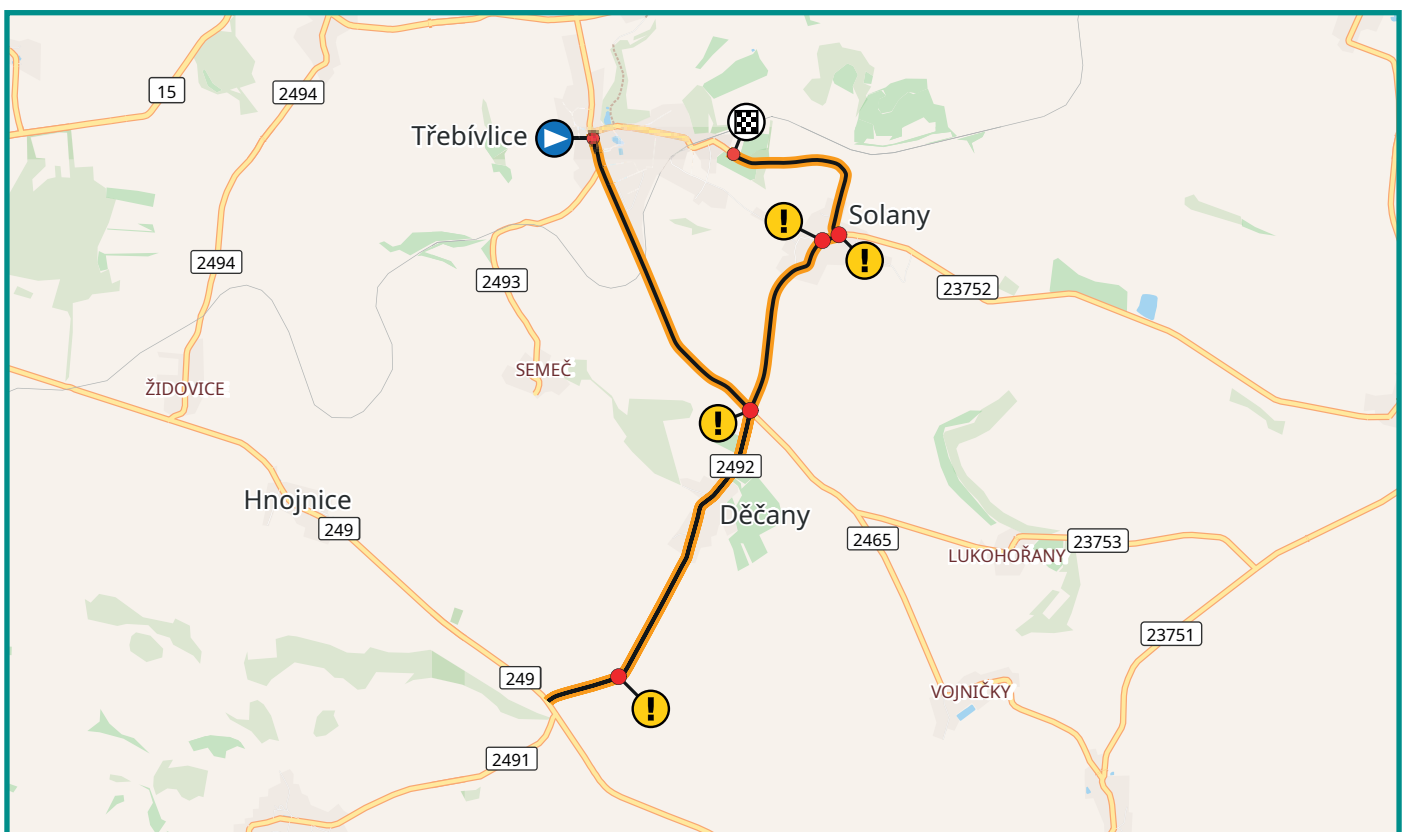 15
2494
Třebívlice
!
Solany
!
2494
2493
23752
SEMEČ
ŽIDOVICE
!
2492
Hnojnice
Děčany
249
2465
23753
LUKOHOŘANY
23751
249
VOJNIČKY
!
2491